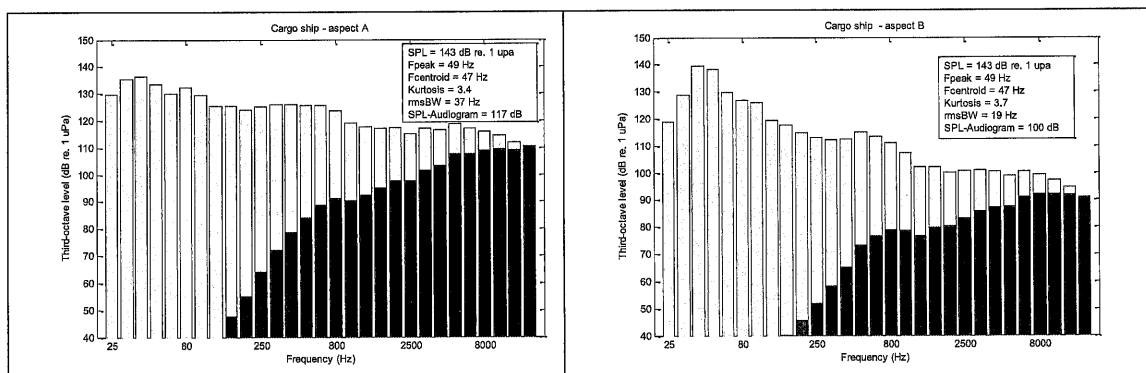 Cargo ship - aspect A
150
140
130
120
110
100
90
80
70
60
50
40
Third-octave level (dB re. 1 uPa)
SPL = 143 dB re. 1 upa
Fpeak = 49 Hz
Fcentroid = 47 Hz
Kurtosis = 3.4
rmsBW = 37 Hz
SPL-Audiogram = 117 dB
25 80 250 800 2500 8000
Frequency (Hz)
Cargo ship - aspect B
150
140
130
120
110
100
90
80
70
60
50
40
Third-octave level (dB re. 1 uPa)
SPL = 143 dB re. 1 upa
Fpeak = 49 Hz
Fcentroid = 47 Hz
Kurtosis = 3.7
rmsBW = 19 Hz
SPL-Audiogram = 100 dB
25 80 250 800 2500 8000
Frequency (Hz)